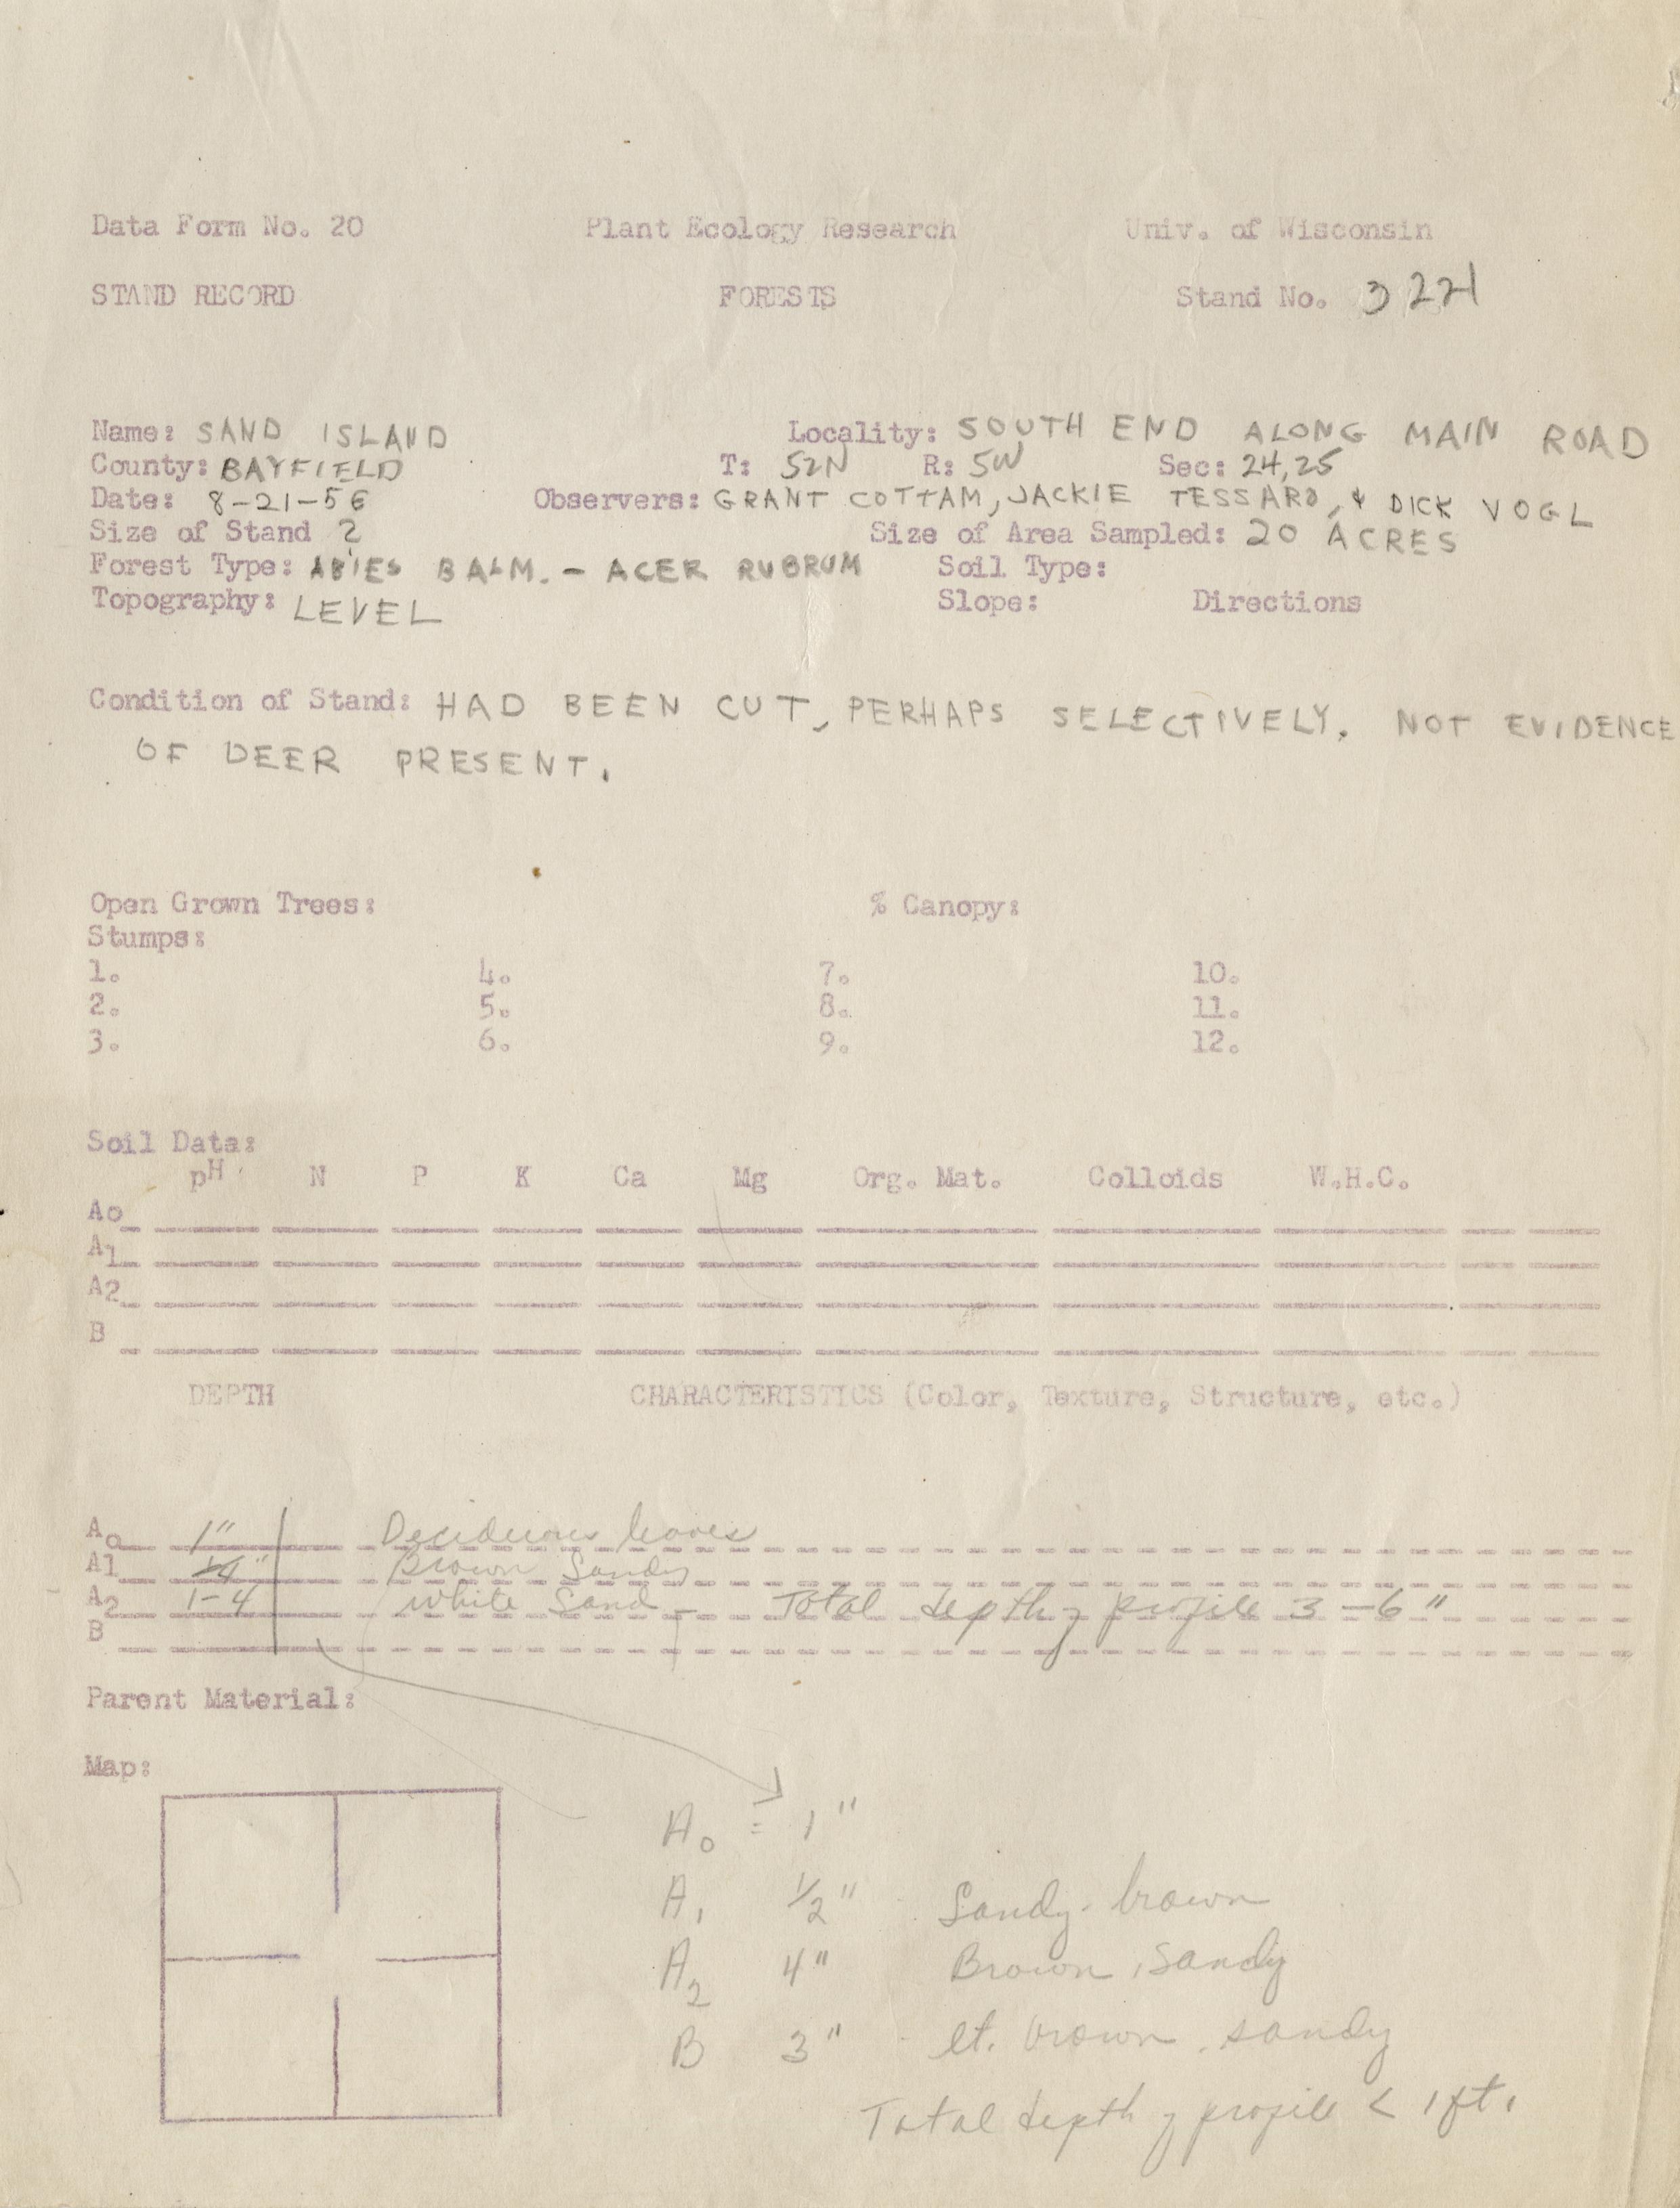 Data Form No. 20 Plant Ecology Research Univ. of Wisconsin
STAND RECORD FORESTS Stand No. 3221
Name: SAND ISLAND Locality: SOUTH END ALONG MAIN ROAD
County: BAYFIELD T: 52N R: 5W Sec: 24,25
Date: 8-21-56 Observers: GRANT COTTAM, JACKIE TESSARO, & DICK VOGL
Size of Stand ? Size of Area Sampled: 20 ACRES
Forest Type: ABIES BALM. - ACER RUBRUM Soil Type:
Topography: LEVEL Slope: Directions
Condition of Stand: HAD BEEN CUT, PERHAPS SELECTIVELY. NOT EVIDENCE
OF DEER PRESENT.
Open Grown Trees: % Canopy:
Stumps:
1. 4. 7. 10.
2. 5. 8. 11.
3. 6. 9. 12.
Soil Data:
pH N P K Ca Mg Org. Mat. Colloids W.H.C.
Ao
A1
A2
B
DEPTH CHARACTERISTICS (Color, Texture, Structure, etc.)
Ao 1" Deciduous leaves
A1 1/4" Brown Sandy
A2 1-4 White Sand - Total depth of profile 3-6"
B
Parent Material:
Map:
A0 = 1"
A1 1/2" Sandy-brown
A2 4" Brown, sandy
B 3" lt. brown, sandy
Total depth of profile < 1 ft.